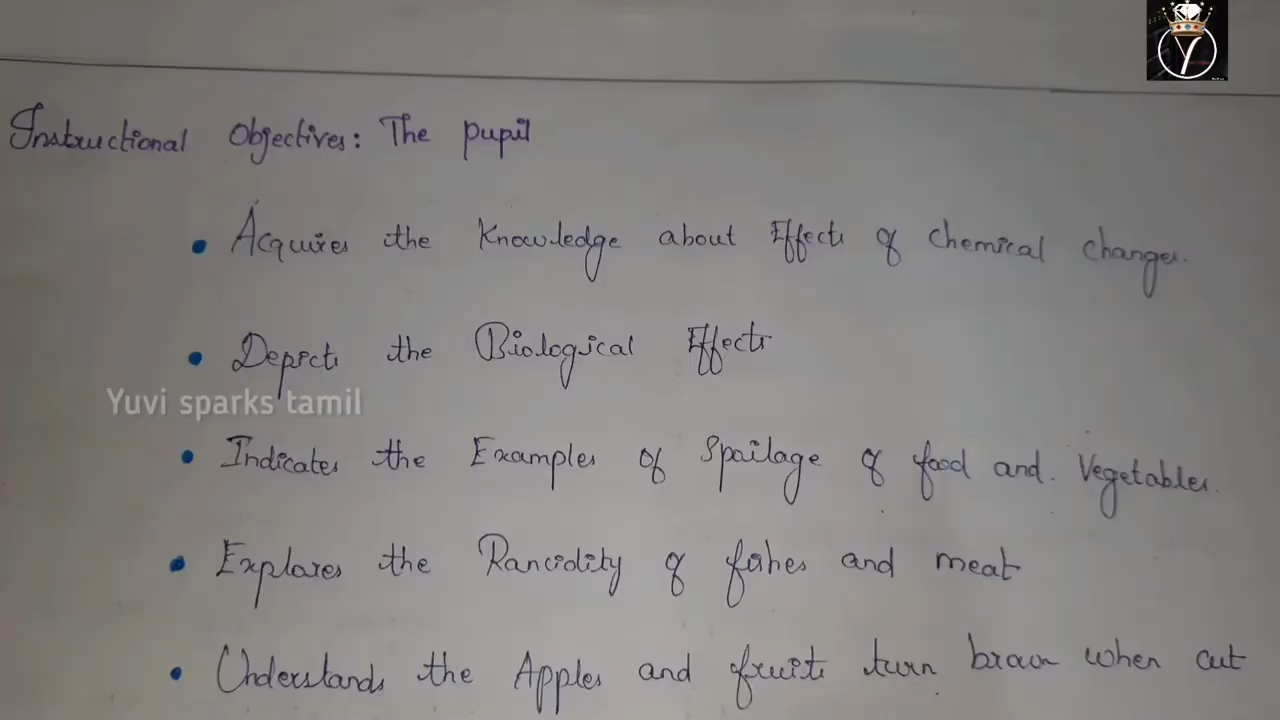 Y
Instructional Objectives: The pupil
• Acquires the Knowledge about Effects of chemical changes.
• Depicts the Biological Effects
Yuvi sparks tamil
• Indicates the Examples of Spoilage of food and. Vegetables.
• Explores the Rancidity of fishes and meat
• Understands the Apples and fruits turn brown when cut